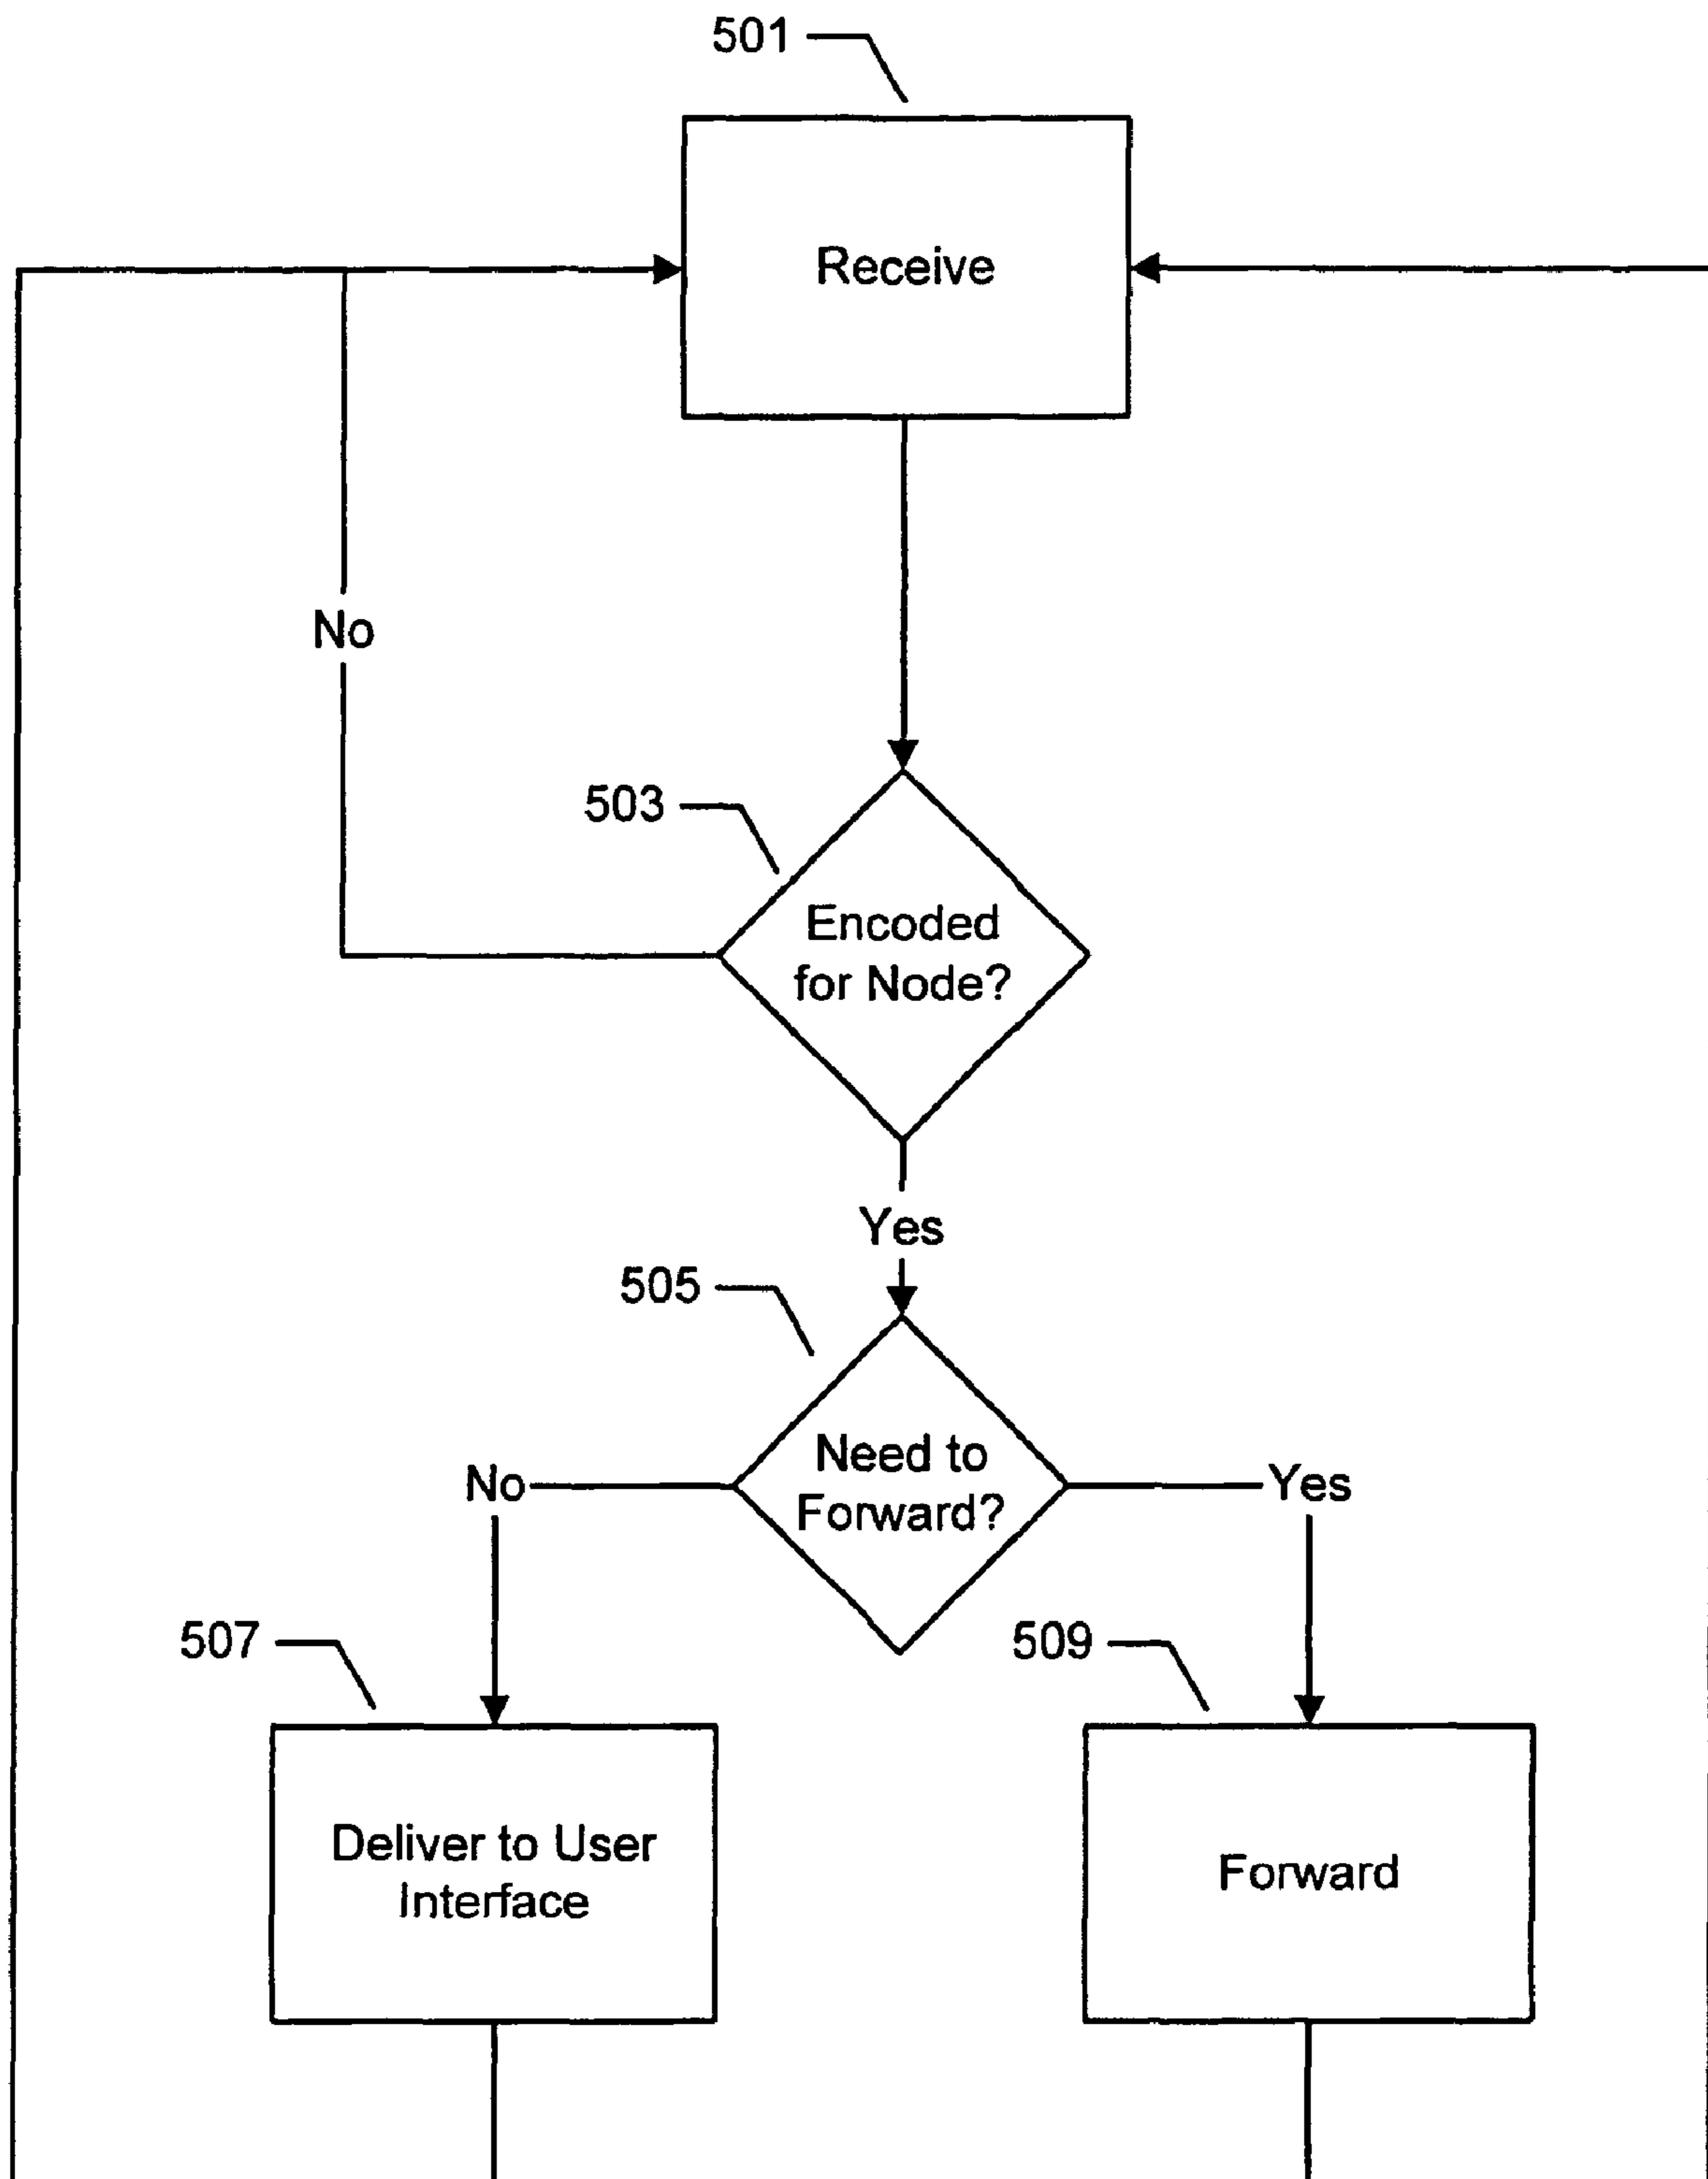 501
Receive
No
503
Encoded
for Node?
Yes
505
Need to
Forward?
No
Yes
507
509
Deliver to User
Interface
Forward